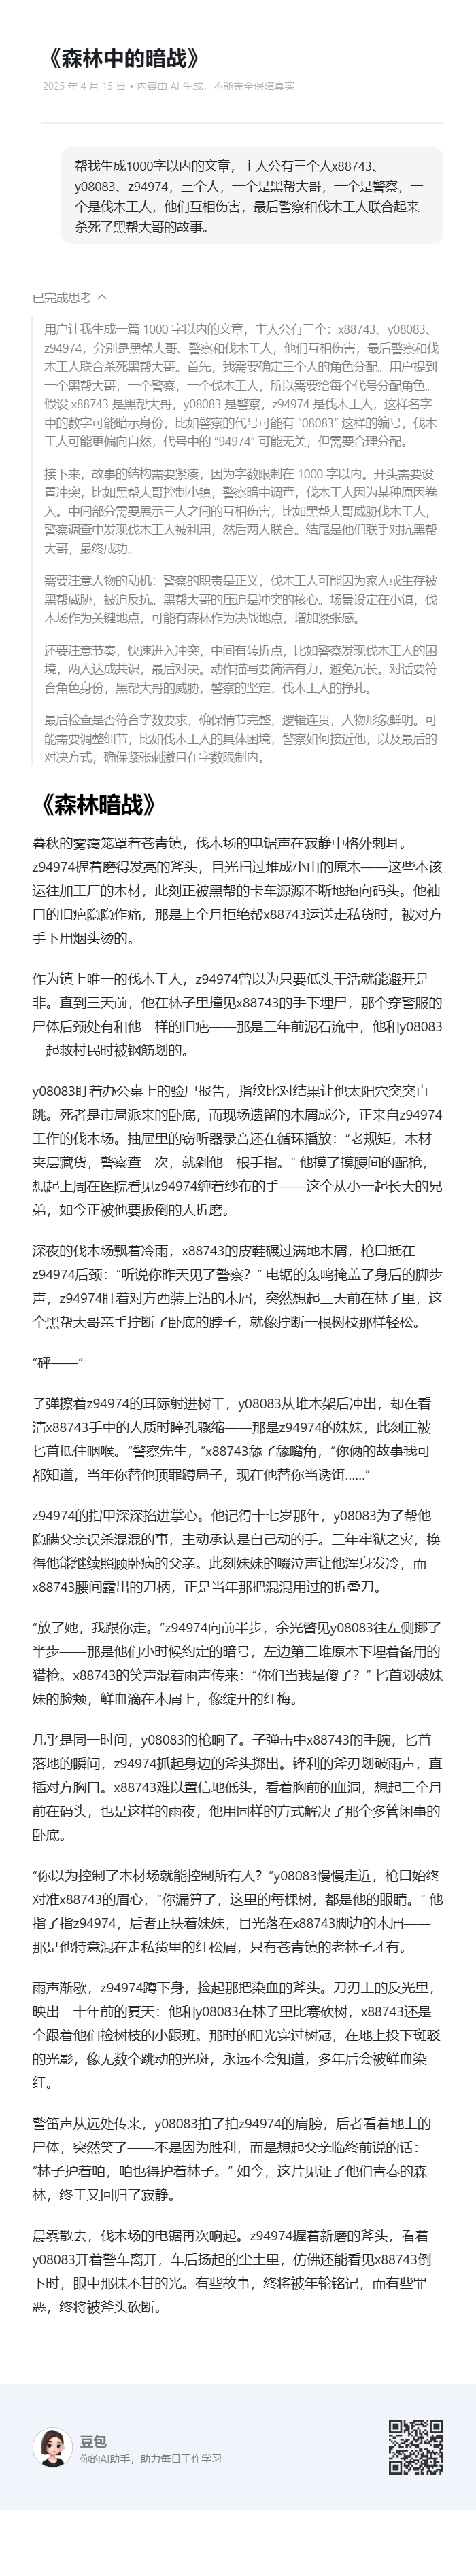 《森林中的暗战》
2025 年 4 月 15 日 • 内容由 AI 生成，不能完全保障真实
帮我生成1000字以内的文章，主人公有三个人x88743、
y08083、z94974，三个人，一个是黑帮大哥，一个是警察，一
个是伐木工人，他们互相伤害，最后警察和伐木工人联合起来
杀死了黑帮大哥的故事。
已完成思考
用户让我生成一篇 1000 字以内的文章，主人公有三个：x88743、y08083、
z94974，分别是黑帮大哥、警察和伐木工人，他们互相伤害，最后警察和伐
木工人联合杀死黑帮大哥。首先，我需要确定三个人的角色分配。用户提到
一个黑帮大哥，一个警察，一个伐木工人，所以需要给每个代号分配角色。
假设 x88743 是黑帮大哥，y08083 是警察，z94974 是伐木工人，这样名字
中的数字可能暗示身份，比如警察的代号可能有 “08083” 这样的编号，伐木
工人可能更偏向自然，代号中的 “94974” 可能无关，但需要合理分配。
接下来，故事的结构需要紧凑，因为字数限制在 1000 字以内。开头需要设
置冲突，比如黑帮大哥控制小镇，警察暗中调查，伐木工人因为某种原因卷
入。中间部分需要展示三人之间的互相伤害，比如黑帮大哥威胁伐木工人，
警察调查中发现伐木工人被利用，然后两人联合。结尾是他们联手对抗黑帮
大哥，最终成功。
需要注意人物的动机：警察的职责是正义，伐木工人可能因为家人或生存被
黑帮威胁，被迫反抗。黑帮大哥的压迫是冲突的核心。场景设定在小镇，伐
木场作为关键地点，可能有森林作为决战地点，增加紧张感。
还要注意节奏，快速进入冲突，中间有转折点，比如警察发现伐木工人的困
境，两人达成共识，最后对决。动作描写要简洁有力，避免冗长。对话要符
合角色身份，黑帮大哥的威胁，警察的坚定，伐木工人的挣扎。
最后检查是否符合字数要求，确保情节完整，逻辑连贯，人物形象鲜明。可
能需要调整细节，比如伐木工人的具体困境，警察如何接近他，以及最后的
对决方式，确保紧张刺激且在字数限制内。
《森林暗战》
暮秋的雾霭笼罩着苍青镇，伐木场的电锯声在寂静中格外刺耳。
z94974握着磨得发亮的斧头，目光扫过堆成小山的原木——这些本该
运往加工厂的木材，此刻正被黑帮的卡车源源不断地拖向码头。他袖
口的旧疤隐隐作痛，那是上个月拒绝帮x88743运送走私货时，被对方
手下用烟头烫的。
作为镇上唯一的伐木工人，z94974曾以为只要低头干活就能避开是
非。直到三天前，他在林子里撞见x88743的手下埋尸，那个穿警服的
尸体后颈处有和他一样的旧疤——那是三年前泥石流中，他和y08083
一起救村民时被钢筋划的。
y08083盯着办公桌上的验尸报告，指纹比对结果让他太阳穴突突直
跳。死者是市局派来的卧底，而现场遗留的木屑成分，正来自z94974
工作的伐木场。抽屉里的窃听器录音还在循环播放：“老规矩，木材
夹层藏货，警察查一次，就剁他一根手指。” 他摸了摸腰间的配枪，
想起上周在医院看见z94974缠着纱布的手——这个从小一起长大的兄
弟，如今正被他要扳倒的人折磨。
深夜的伐木场飘着冷雨，x88743的皮鞋碾过满地木屑，枪口抵在
z94974后颈：“听说你昨天见了警察？” 电锯的轰鸣掩盖了身后的脚步
声，z94974盯着对方西装上沾的木屑，突然想起三天前在林子里，这
个黑帮大哥亲手拧断了卧底的脖子，就像拧断一根树枝那样轻松。
“砰——”
子弹擦着z94974的耳际射进树干，y08083从堆木架后冲出，却在看
清x88743手中的人质时瞳孔骤缩——那是z94974的妹妹，此刻正被
匕首抵住咽喉。“警察先生，”x88743舔了舔嘴角，“你俩的故事我可
都知道，当年你替他顶罪蹲局子，现在他替你当诱饵……”
z94974的指甲深深掐进掌心。他记得十七岁那年，y08083为了帮他
隐瞒父亲误杀混混的事，主动承认是自己动的手。三年牢狱之灾，换
得他能继续照顾卧病的父亲。此刻妹妹的啜泣声让他浑身发冷，而
x88743腰间露出的刀柄，正是当年那把混混用过的折叠刀。
“放了她，我跟你走。”z94974向前半步，余光瞥见y08083往左侧挪了
半步——那是他们小时候约定的暗号，左边第三堆原木下埋着备用的
猎枪。x88743的笑声混着雨声传来：“你们当我是傻子？” 匕首划破妹
妹的脸颊，鲜血滴在木屑上，像绽开的红梅。
几乎是同一时间，y08083的枪响了。子弹击中x88743的手腕，匕首
落地的瞬间，z94974抓起身边的斧头掷出。锋利的斧刃划破雨声，直
插对方胸口。x88743难以置信地低头，看着胸前的血洞，想起三个月
前在码头，也是这样的雨夜，他用同样的方式解决了那个多管闲事的
卧底。
“你以为控制了木材场就能控制所有人？”y08083慢慢走近，枪口始终
对准x88743的眉心，“你漏算了，这里的每棵树，都是他的眼睛。” 他
指了指z94974，后者正扶着妹妹，目光落在x88743脚边的木屑——
那是他特意混在走私货里的红松屑，只有苍青镇的老林子才有。
雨声渐歇，z94974蹲下身，捡起那把染血的斧头。刀刃上的反光里，
映出二十年前的夏天：他和y08083在林子里比赛砍树，x88743还是
个跟着他们捡树枝的小跟班。那时的阳光穿过树冠，在地上投下斑驳
的光影，像无数个跳动的光斑，永远不会知道，多年后会被鲜血染
红。
警笛声从远处传来，y08083拍了拍z94974的肩膀，后者看着地上的
尸体，突然笑了——不是因为胜利，而是想起父亲临终前说的话：
“林子护着咱，咱也得护着林子。” 如今，这片见证了他们青春的森
林，终于又回归了寂静。
晨雾散去，伐木场的电锯再次响起。z94974握着新磨的斧头，看着
y08083开着警车离开，车后扬起的尘土里，仿佛还能看见x88743倒
下时，眼中那抹不甘的光。有些故事，终将被年轮铭记，而有些罪
恶，终将被斧头砍断。
豆包
你的AI助手，助力每日工作学习